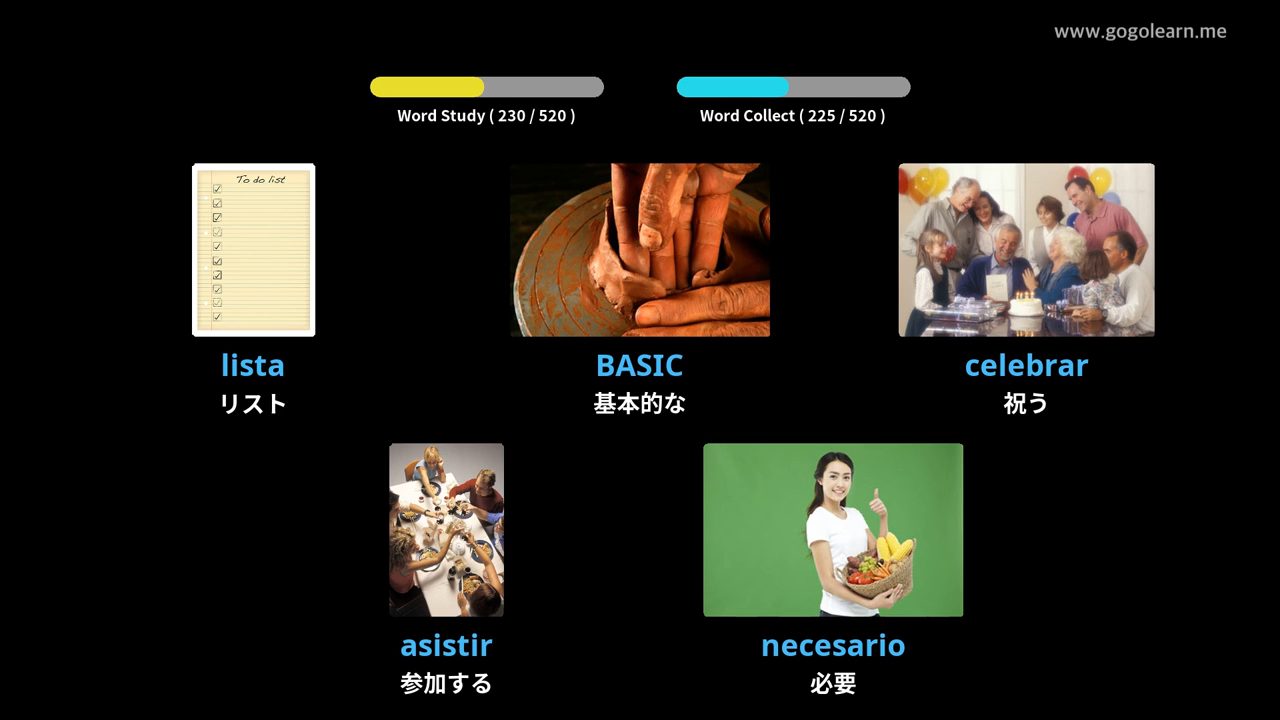 www.gogolearn.me
Word Study ( 230 / 520 )
Word Collect ( 225 / 520 )
To do list
lista
リスト
BASIC
基本的な
celebrar
祝う
asistir
参加する
necesario
必要